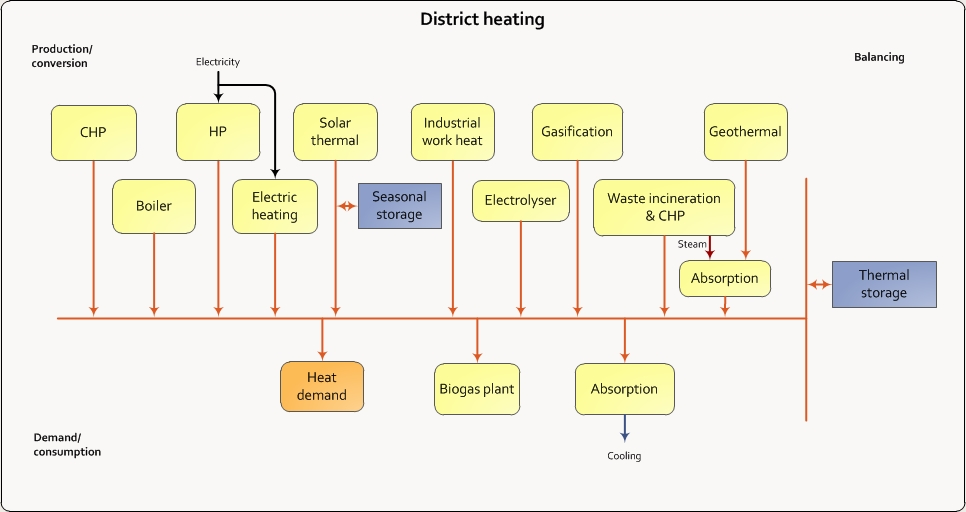 District heating
Production/
conversion
Balancing
Electricity
CHP
HP
Solar
thermal
Industrial
work heat
Gasification
Geothermal
Boiler
Electric
heating
Seasonal
storage
Electrolyser
Waste incineration
& CHP
Steam
Absorption
Thermal
storage
Heat
demand
Biogas plant
Absorption
Demand/
consumption
Cooling